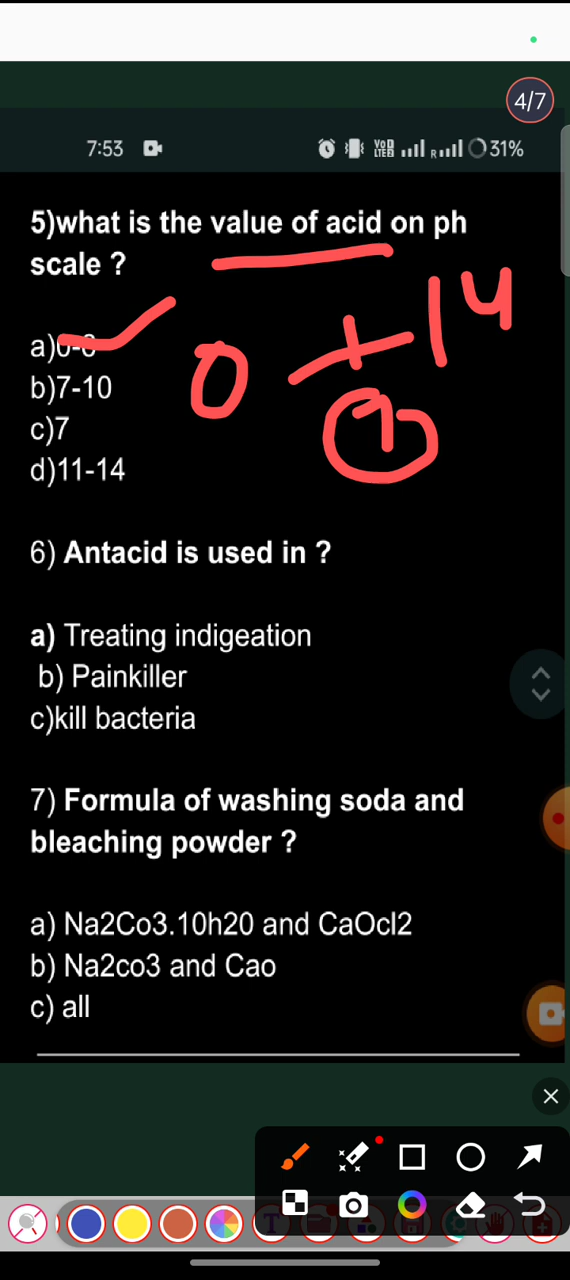 4/7
7:53
31%
5)what is the value of acid on ph
scale ?
a)0-6
b)7-10
c)7
d)11-14
0 14
7
6) Antacid is used in ?
a) Treating indigeation
b) Painkiller
c)kill bacteria
7) Formula of washing soda and
bleaching powder ?
a) Na2Co3.10h20 and CaOcl2
b) Na2co3 and Cao
c) all